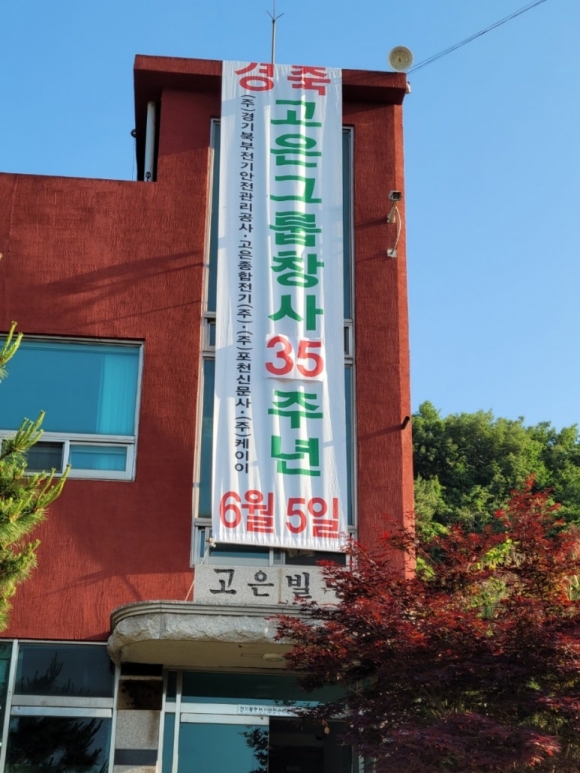 경축
고은그룹창사35주년
(주)경기북부전기안전관리공사·고은종합전기(주)·(주)포천신문사·(주)케이이
6월 5일
고은빌